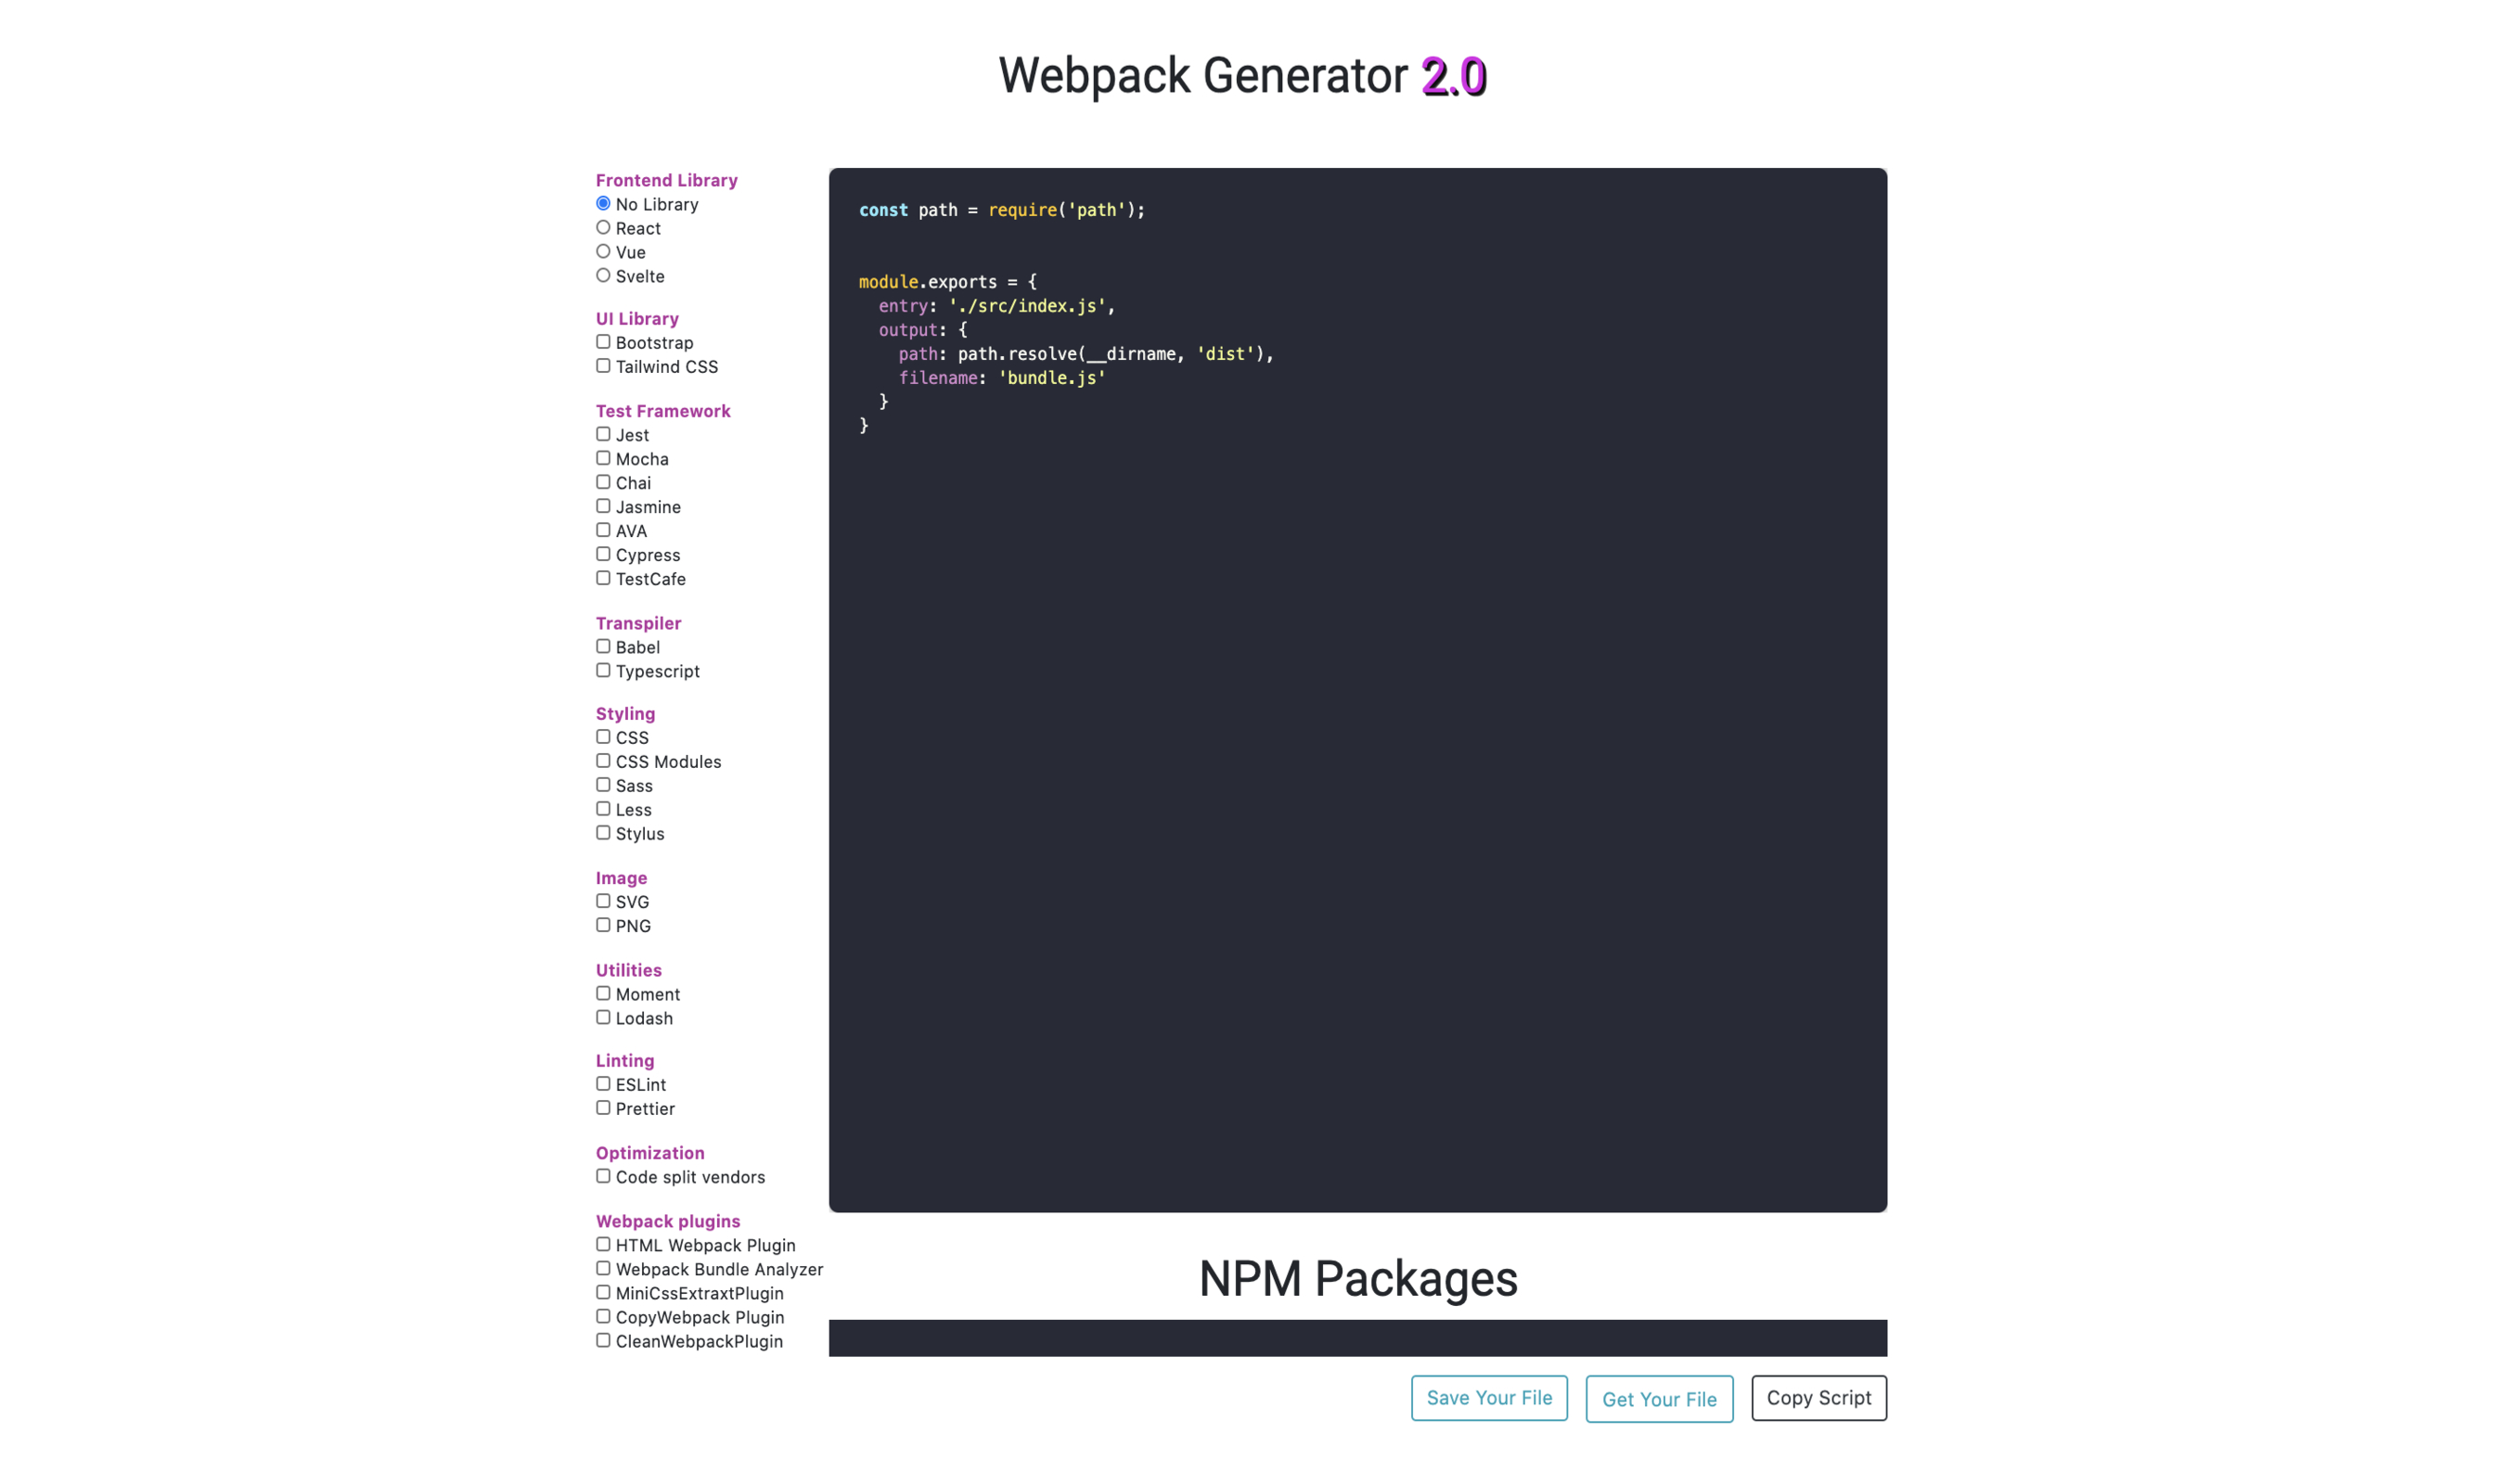 Webpack Generator 2.0
Frontend Library
No Library
React
Vue
Svelte
UI Library
Bootstrap
Tailwind CSS
Test Framework
Jest
Mocha
Chai
Jasmine
AVA
Cypress
TestCafe
Transpiler
Babel
Typescript
Styling
CSS
CSS Modules
Sass
Less
Stylus
Image
SVG
PNG
Utilities
Moment
Lodash
Linting
ESLint
Prettier
Optimization
Code split vendors
Webpack plugins
HTML Webpack Plugin
Webpack Bundle Analyzer
MiniCssExtraxtPlugin
CopyWebpack Plugin
CleanWebpackPlugin
const path = require('path');
module.exports = {
  entry: './src/index.js',
  output: {
    path: path.resolve(__dirname, 'dist'),
    filename: 'bundle.js'
  }
}
NPM Packages
Save Your File
Get Your File
Copy Script